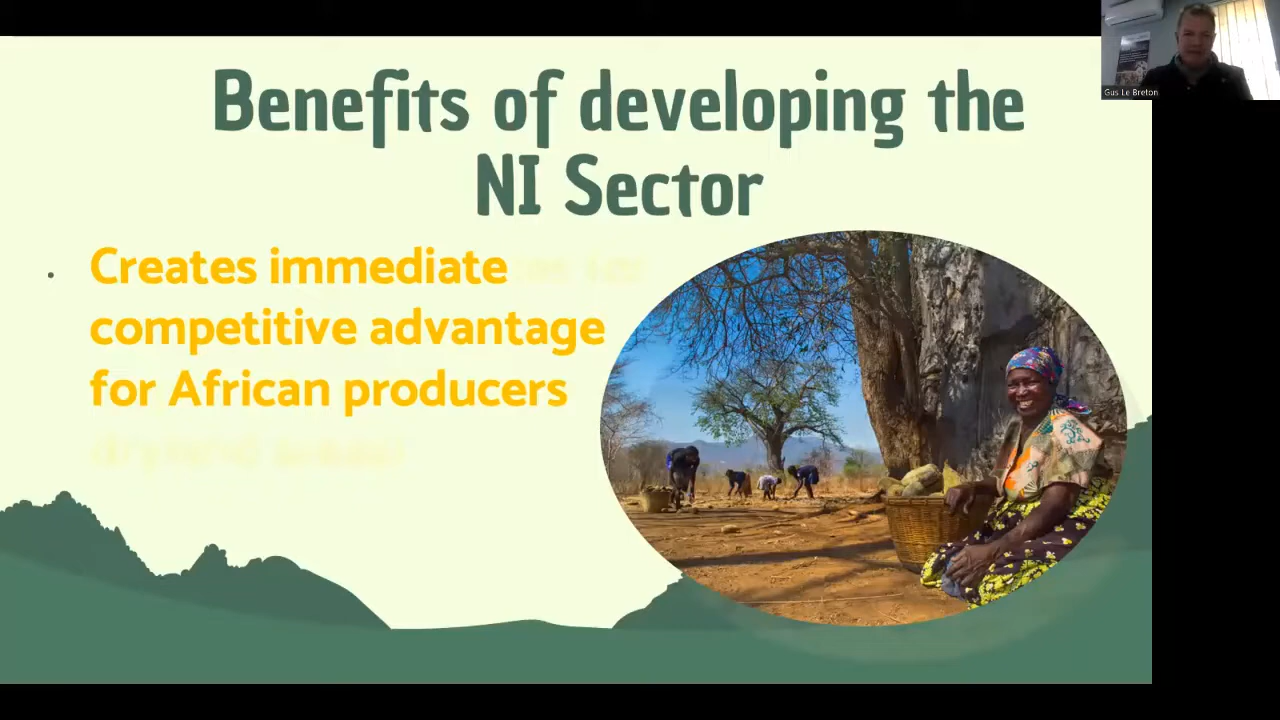 Benefits of developing the
NI Sector
Gus Le Breton
• Creates immediate
competitive advantage
for African producers